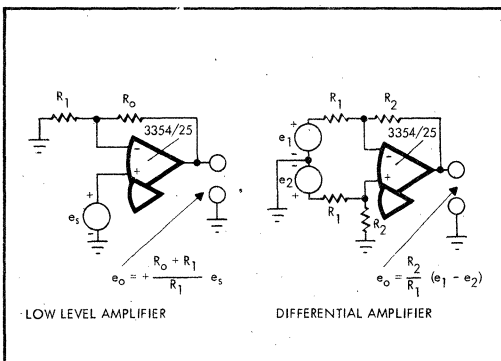 R1 Ro
3354/25
-
+
+
es
-
eo = + (Ro + R1) / R1 es
LOW LEVEL AMPLIFIER
R1 R2
3354/25
+
e1
-
-
+
-
e2
+
R1
R2
eo = R2 / R1 (e1 - e2)
DIFFERENTIAL AMPLIFIER